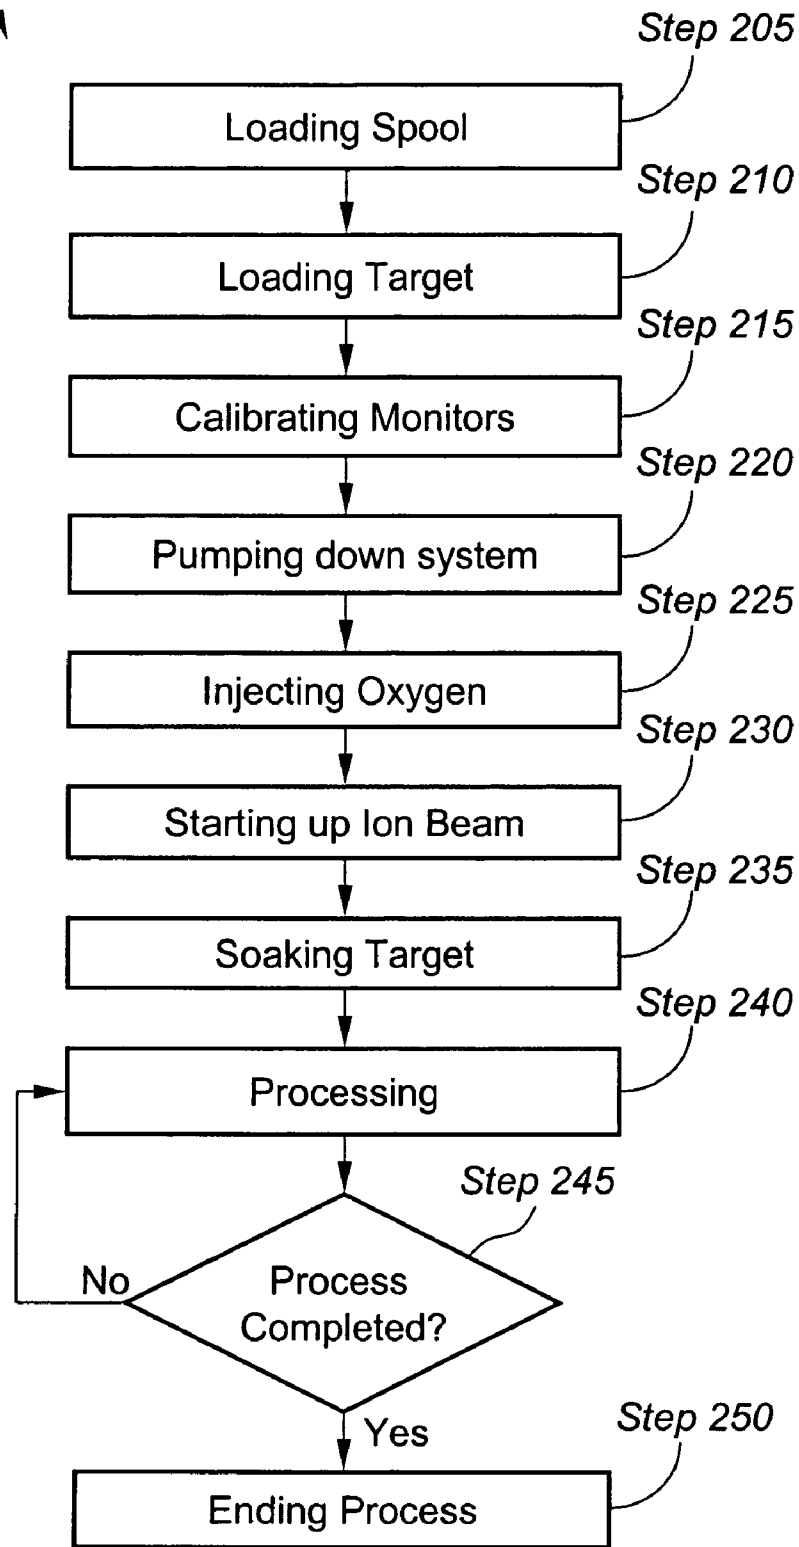 Step 205
Loading Spool
Step 210
Loading Target
Step 215
Calibrating Monitors
Step 220
Pumping down system
Step 225
Injecting Oxygen
Step 230
Starting up Ion Beam
Step 235
Soaking Target
Step 240
Processing
Step 245
No
Process
Completed?
Yes
Step 250
Ending Process